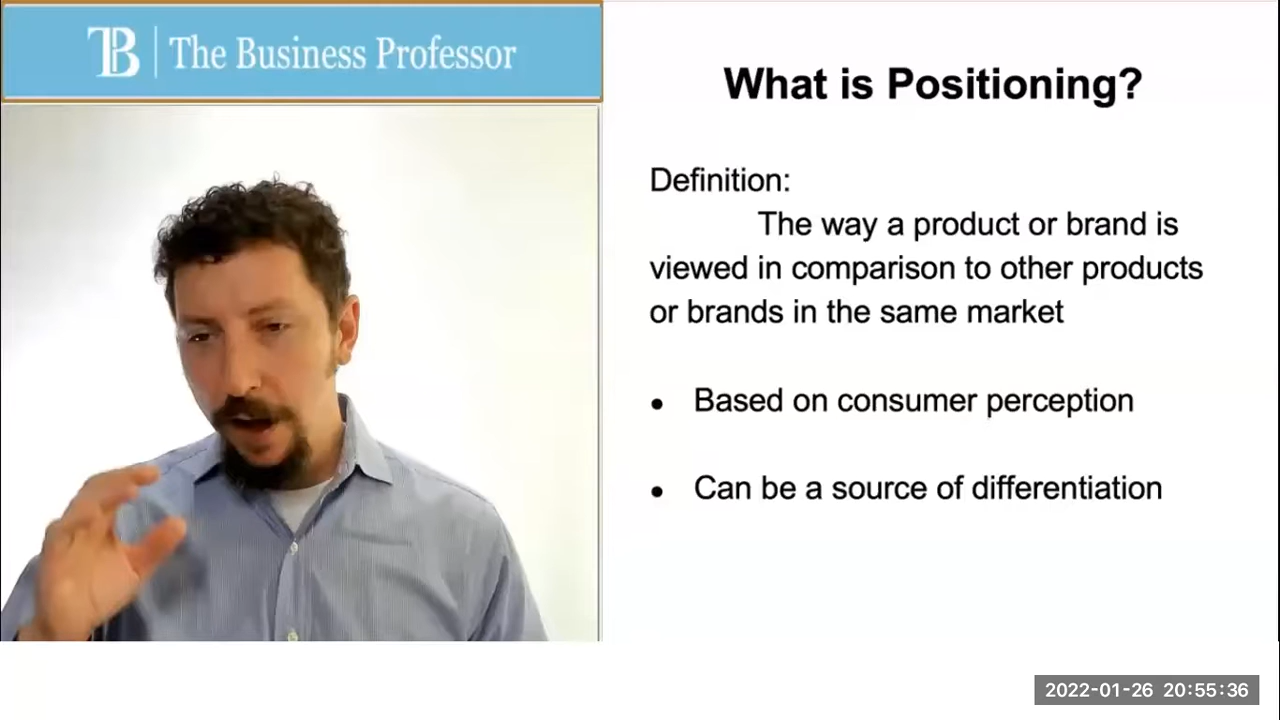 TB | The Business Professor
What is Positioning?
Definition:
The way a product or brand is
viewed in comparison to other products
or brands in the same market
• Based on consumer perception
• Can be a source of differentiation
2022-01-26 20:55:36